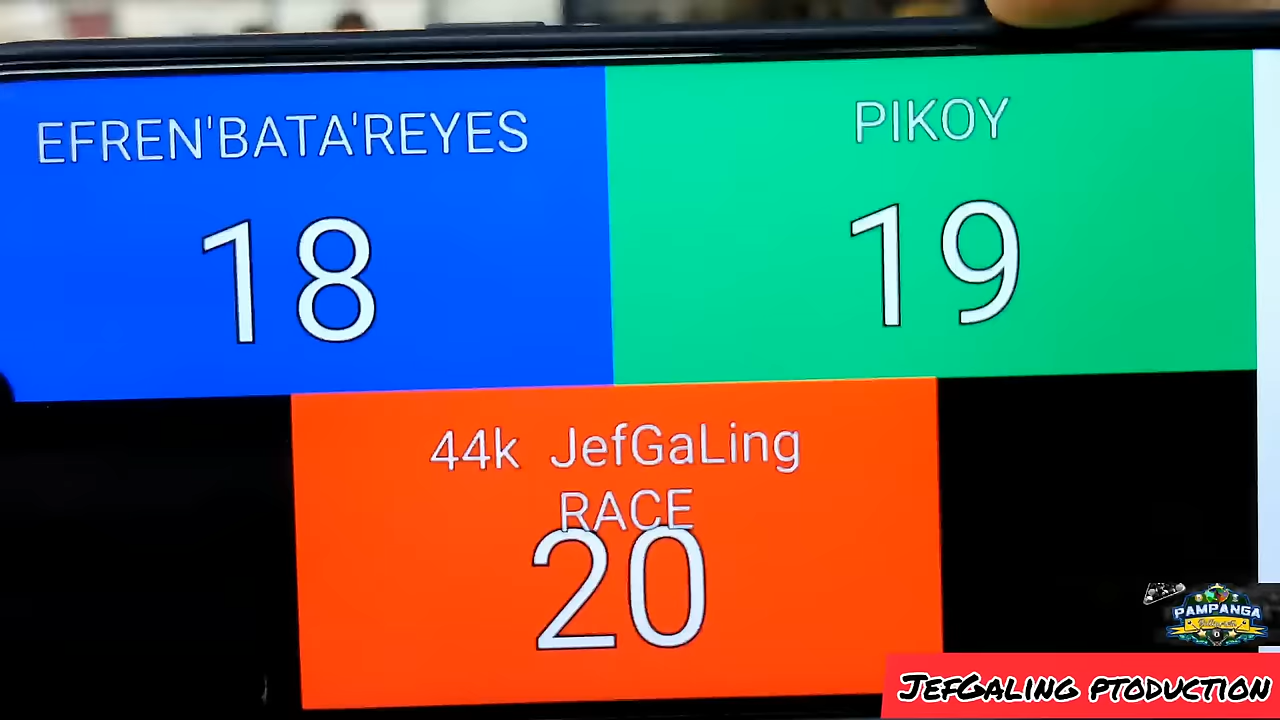 EFREN'BATA'REYES
18
PIKOY
19
44k JefGaLing
RACE
20
PAMPANGA
JefGaling ptoduction